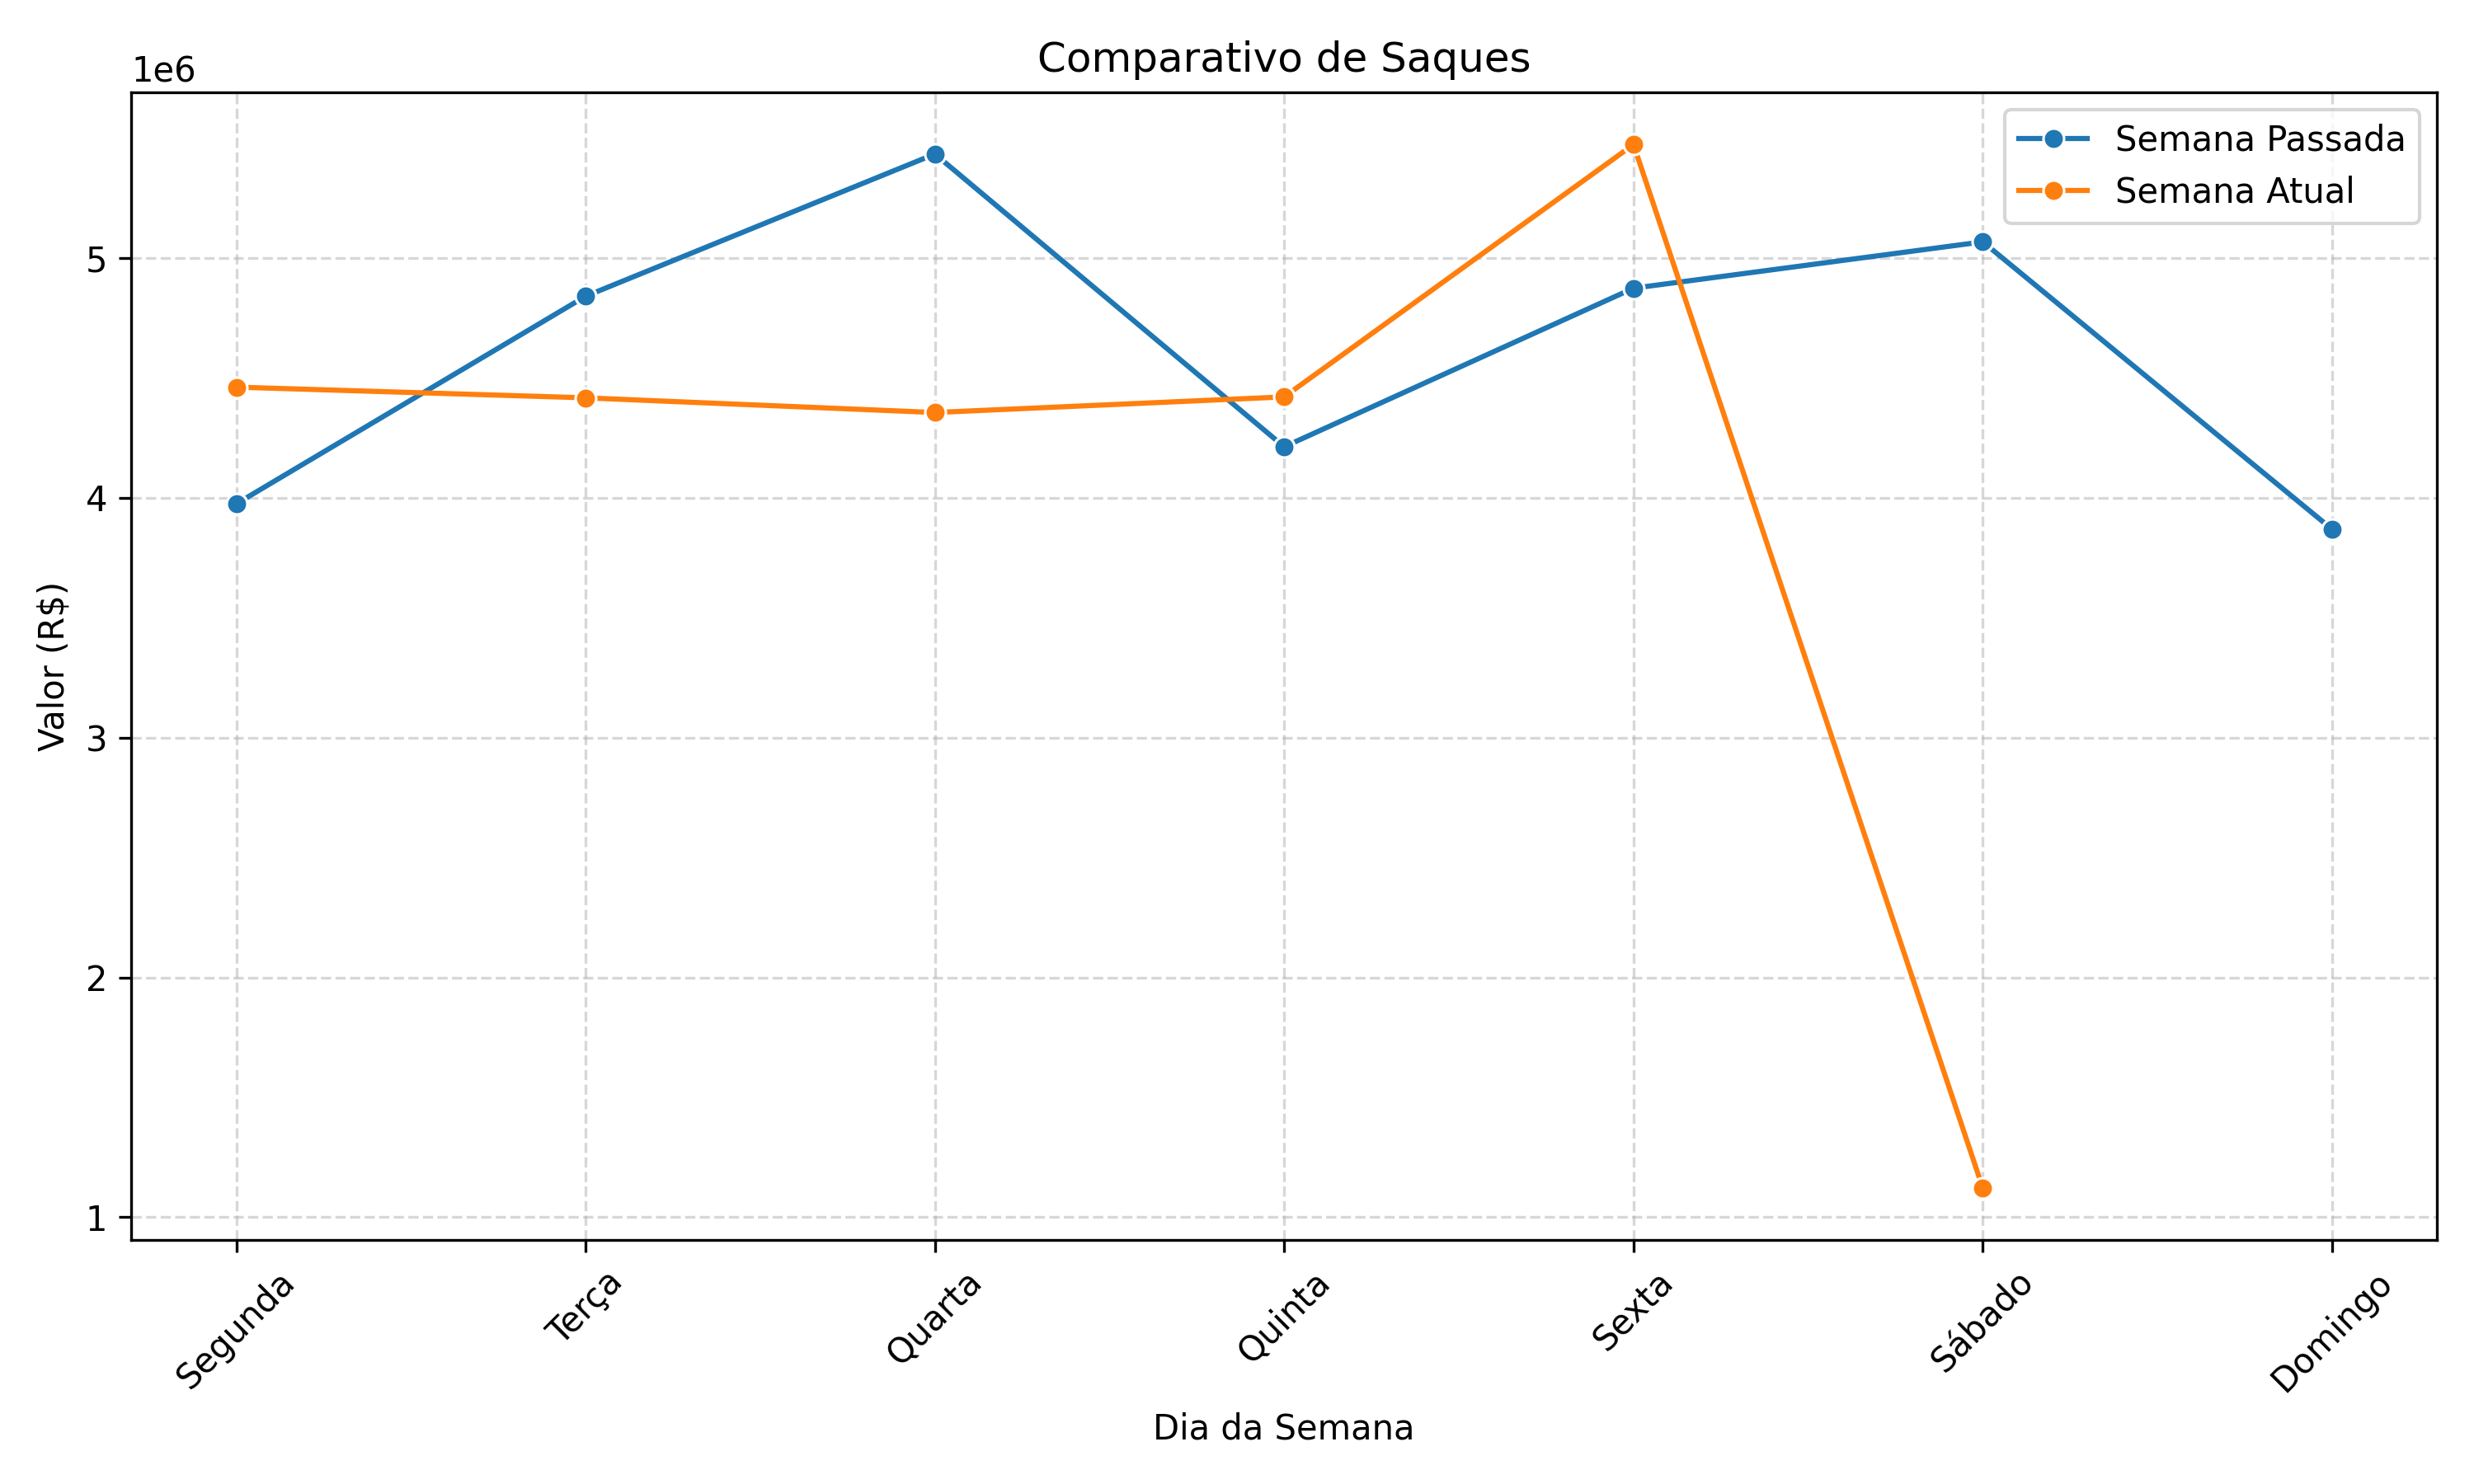 Comparativo de Saques
1e6
Semana Passada
Semana Atual
5
4
3
2
1
Valor (R$)
Segunda
Terça
Quarta
Quinta
Sexta
Sábado
Domingo
Dia da Semana